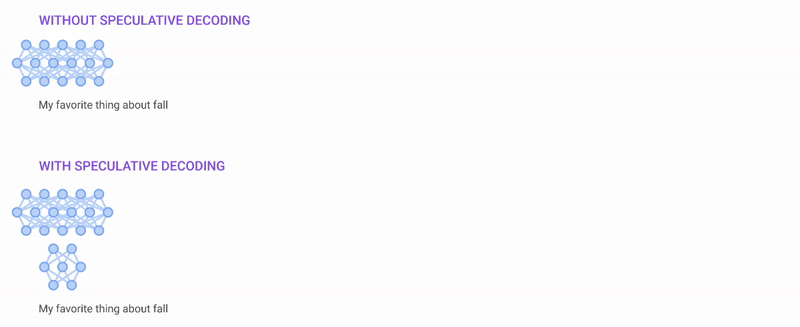 WITHOUT SPECULATIVE DECODING
My favorite thing about fall
WITH SPECULATIVE DECODING
My favorite thing about fall